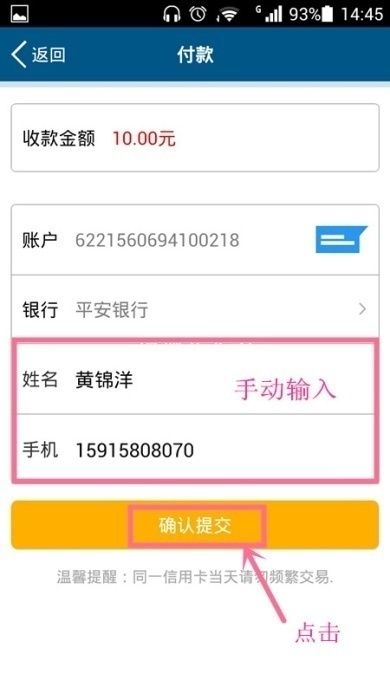 G 93% 14:45
返回 付款
收款金额 10.00元
账户 6221560694100218
银行 平安银行
姓名 黄锦洋
手动输入
手机 15915808070
确认提交
温馨提醒：同一信用卡当天请勿频繁交易.
点击